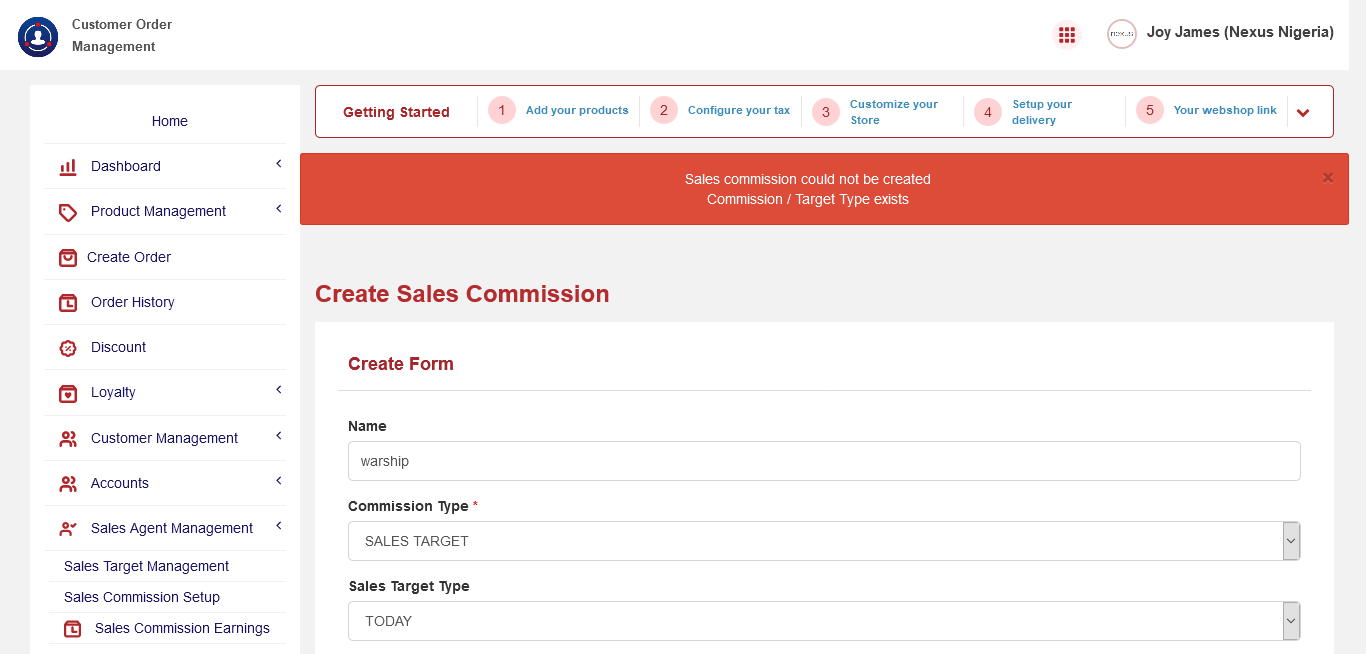 Customer Order
Management
nexus
Joy James (Nexus Nigeria)
Home
Dashboard
Product Management
Create Order
Order History
Discount
Loyalty
Customer Management
Accounts
Sales Agent Management
Sales Target Management
Sales Commission Setup
Sales Commission Earnings
Getting Started
1 Add your products
2 Configure your tax
3 Customize your
Store
4 Setup your
delivery
5 Your webshop link
Sales commission could not be created
×
Commission / Target Type exists
Create Sales Commission
Create Form
Name
warship
Commission Type *
SALES TARGET
Sales Target Type
TODAY